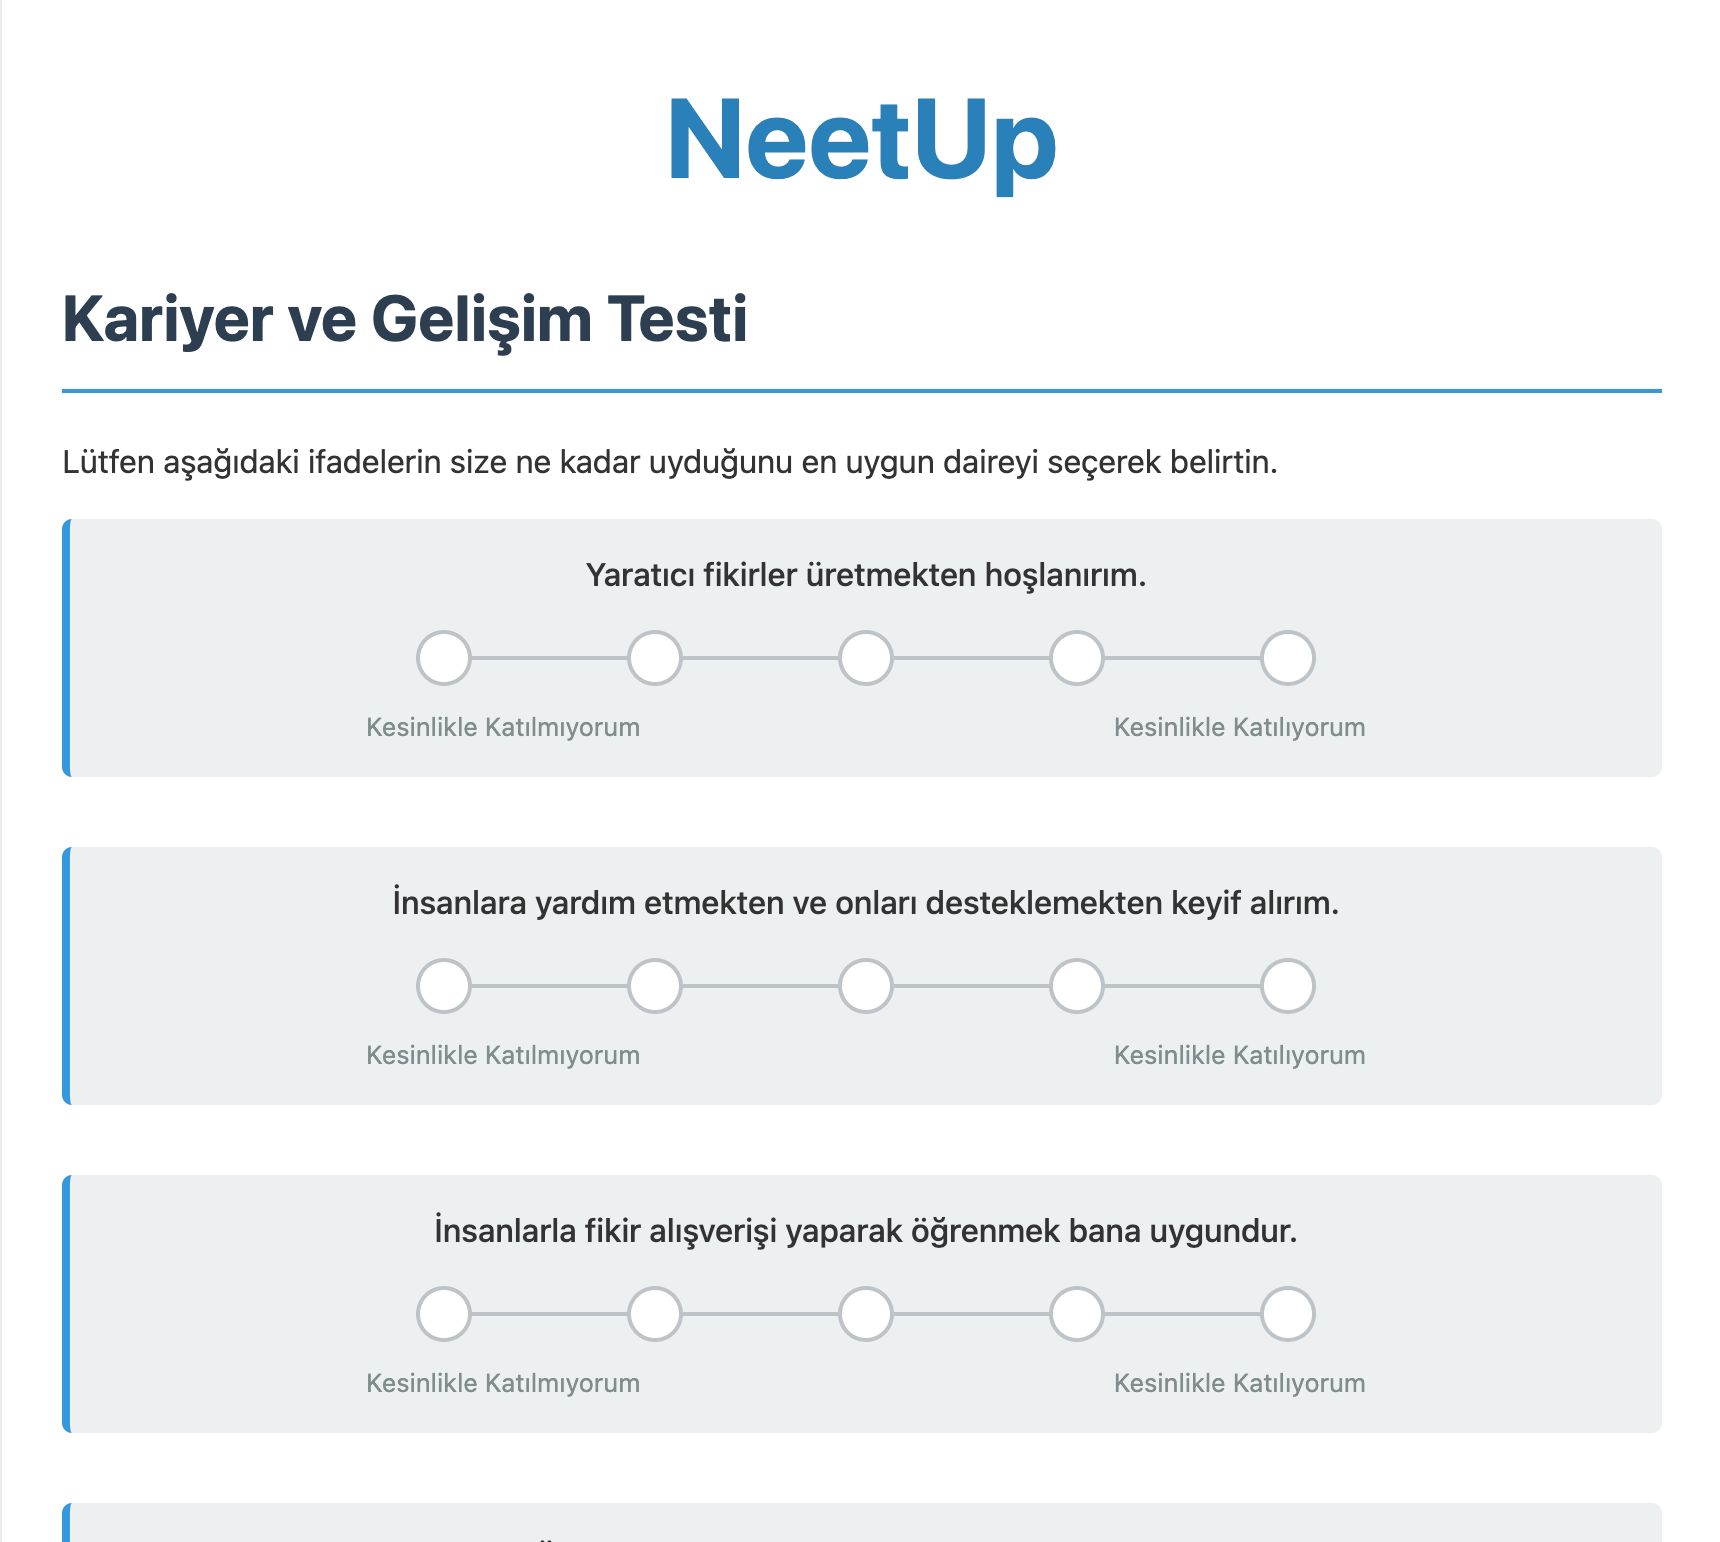 NeetUp
Kariyer ve Gelişim Testi
Lütfen aşağıdaki ifadelerin size ne kadar uyduğunu en uygun daireyi seçerek belirtin.
Yaratıcı fikirler üretmekten hoşlanırım.
Kesinlikle Katılmıyorum
Kesinlikle Katılıyorum
İnsanlara yardım etmekten ve onları desteklemekten keyif alırım.
Kesinlikle Katılmıyorum
Kesinlikle Katılıyorum
İnsanlarla fikir alışverişi yaparak öğrenmek bana uygundur.
Kesinlikle Katılmıyorum
Kesinlikle Katılıyorum